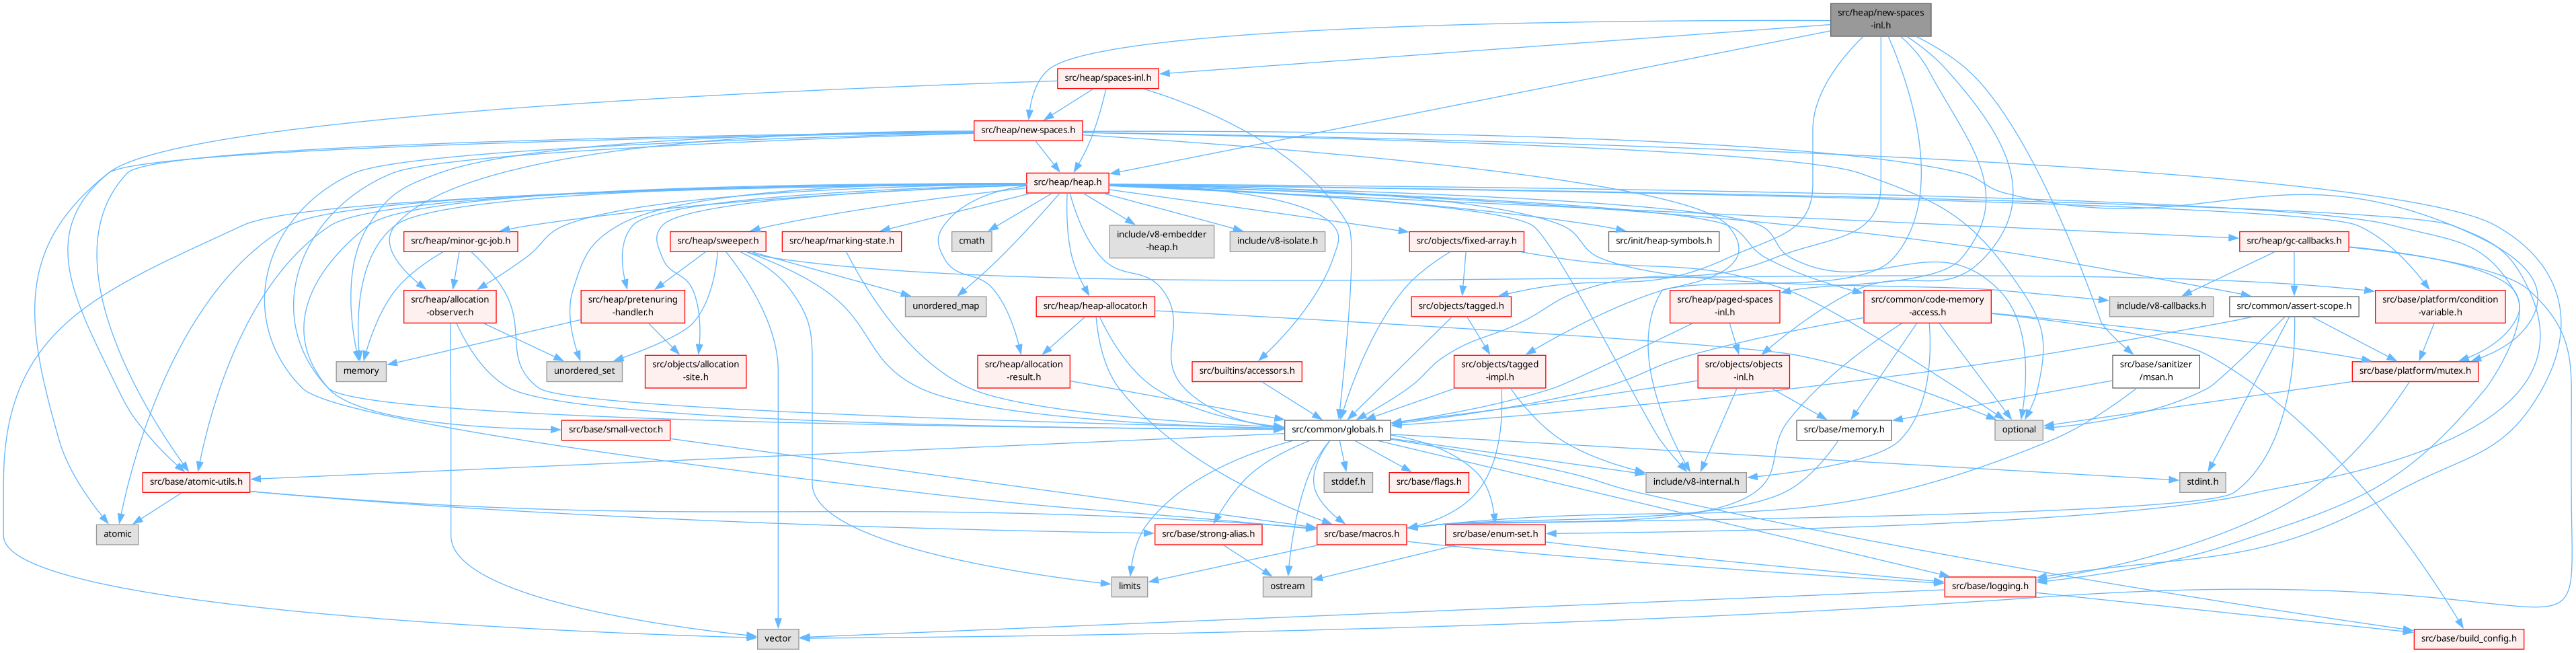 src/heap/new-spaces
-inl.h
src/heap/spaces-inl.h
src/heap/new-spaces.h
src/heap/heap.h
src/heap/minor-gc-job.h
src/heap/sweeper.h
src/heap/marking-state.h
cmath
include/v8-embedder
-heap.h
include/v8-isolate.h
src/objects/fixed-array.h
src/init/heap-symbols.h
src/heap/gc-callbacks.h
src/heap/allocation
-observer.h
src/heap/pretenuring
-handler.h
unordered_map
src/heap/heap-allocator.h
src/objects/tagged.h
src/heap/paged-spaces
-inl.h
src/common/code-memory
-access.h
include/v8-callbacks.h
src/common/assert-scope.h
src/base/platform/condition
-variable.h
memory
unordered_set
src/objects/allocation
-site.h
src/heap/allocation
-result.h
src/builtins/accessors.h
src/objects/tagged
-impl.h
src/objects/objects
-inl.h
src/base/sanitizer
/msan.h
src/base/platform/mutex.h
src/base/small-vector.h
src/common/globals.h
src/base/memory.h
optional
src/base/atomic-utils.h
stddef.h
src/base/flags.h
include/v8-internal.h
stdint.h
atomic
src/base/strong-alias.h
src/base/macros.h
src/base/enum-set.h
limits
ostream
src/base/logging.h
vector
src/base/build_config.h